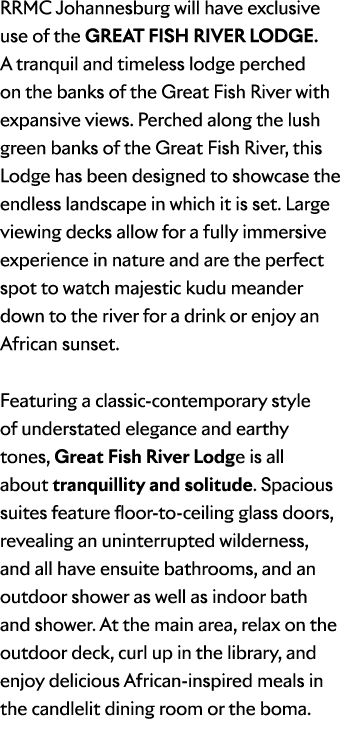 RRMC Johannesburg will have exclusive
use of the GREAT FISH RIVER LODGE.
A tranquil and timeless lodge perched
on the banks of the Great Fish River with
expansive views. Perched along the lush
green banks of the Great Fish River, this
Lodge has been designed to showcase the
endless landscape in which it is set. Large
viewing decks allow for a fully immersive
experience in nature and are the perfect
spot to watch majestic kudu meander
down to the river for a drink or enjoy an
African sunset.

Featuring a classic-contemporary style
of understated elegance and earthy
tones, Great Fish River Lodge is all
about tranquillity and solitude. Spacious
suites feature floor-to-ceiling glass doors,
revealing an uninterrupted wilderness,
and all have ensuite bathrooms, and an
outdoor shower as well as indoor bath
and shower. At the main area, relax on the
outdoor deck, curl up in the library, and
enjoy delicious African-inspired meals in
the candlelit dining room or the boma.